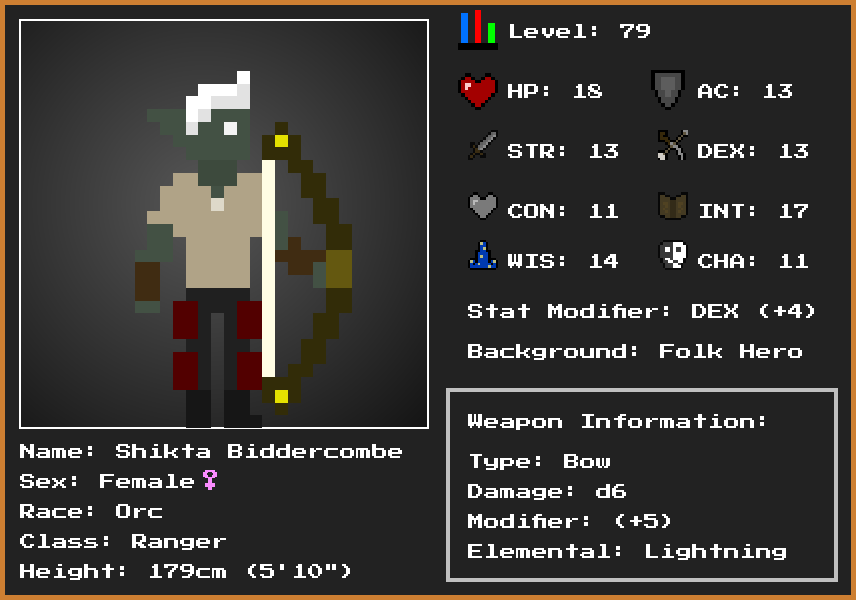 Level: 79
HP: 18
AC: 13
STR: 13
DEX: 13
CON: 11
INT: 17
WIS: 14
CHA: 11
Stat Modifier: DEX (+4)
Background: Folk Hero
Weapon Information:
Type: Bow
Damage: d6
Modifier: (+5)
Elemental: Lightning
Name: Shikta Biddercombe
Sex: Female♀
Race: Orc
Class: Ranger
Height: 179cm (5'10")